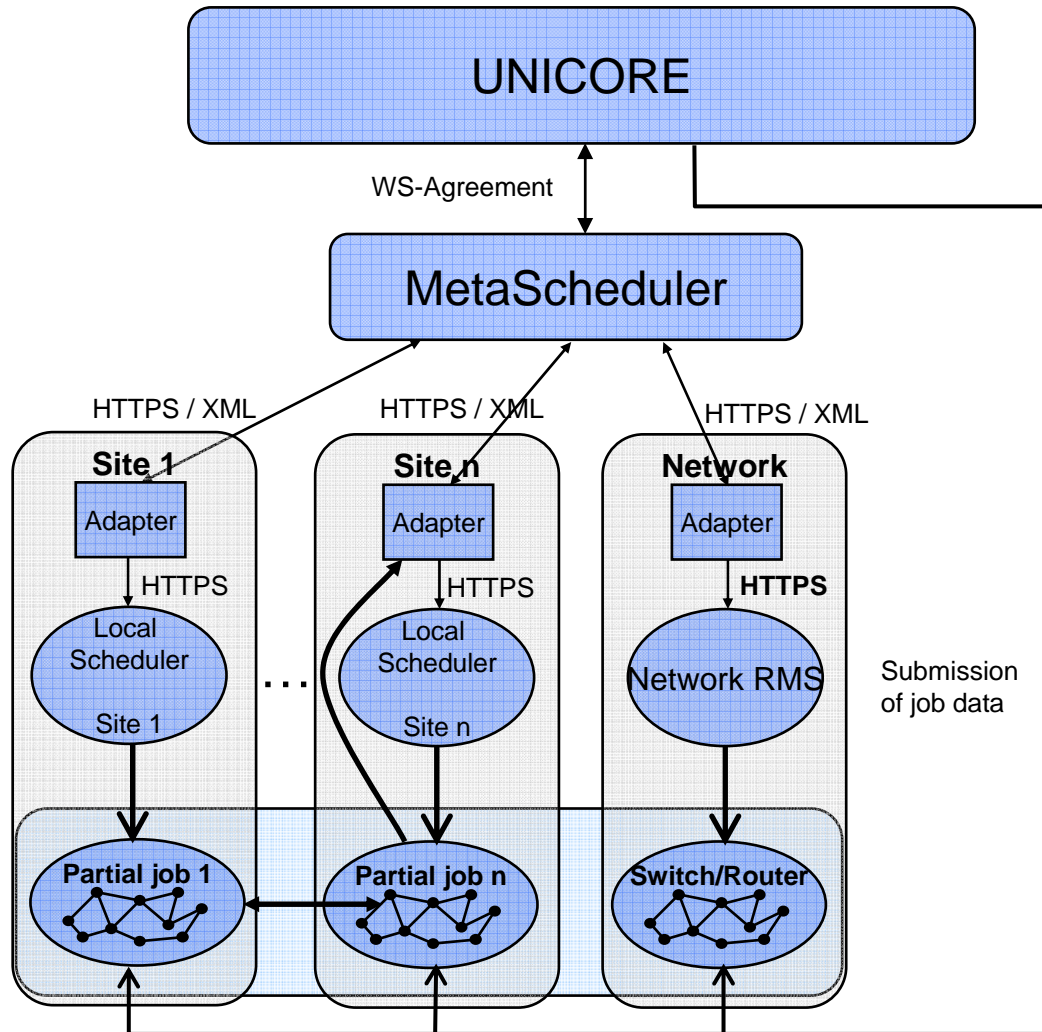 UNICORE
WS-Agreement
MetaScheduler
HTTPS / XML
HTTPS / XML
HTTPS / XML
Site 1
Site n
Network
Adapter
Adapter
Adapter
HTTPS
HTTPS
HTTPS
Local
Scheduler
Site 1
. . .
Local
Scheduler
Site n
Network RMS
Submission
of job data
Partial job 1
Partial job n
Switch/Router